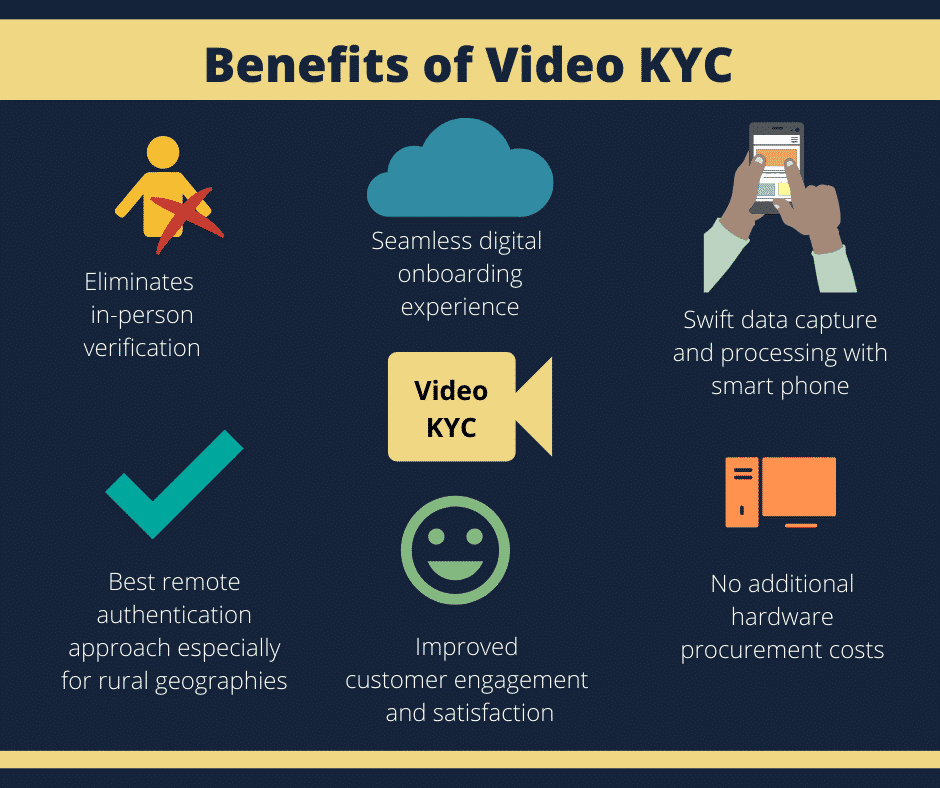 Benefits of Video KYC
Eliminates
in-person
verification
Seamless digital
onboarding
experience
Swift data capture
and processing with
smart phone
Video
KYC
Best remote
authentication
approach especially
for rural geographies
Improved
customer engagement
and satisfaction
No additional
hardware
procurement costs